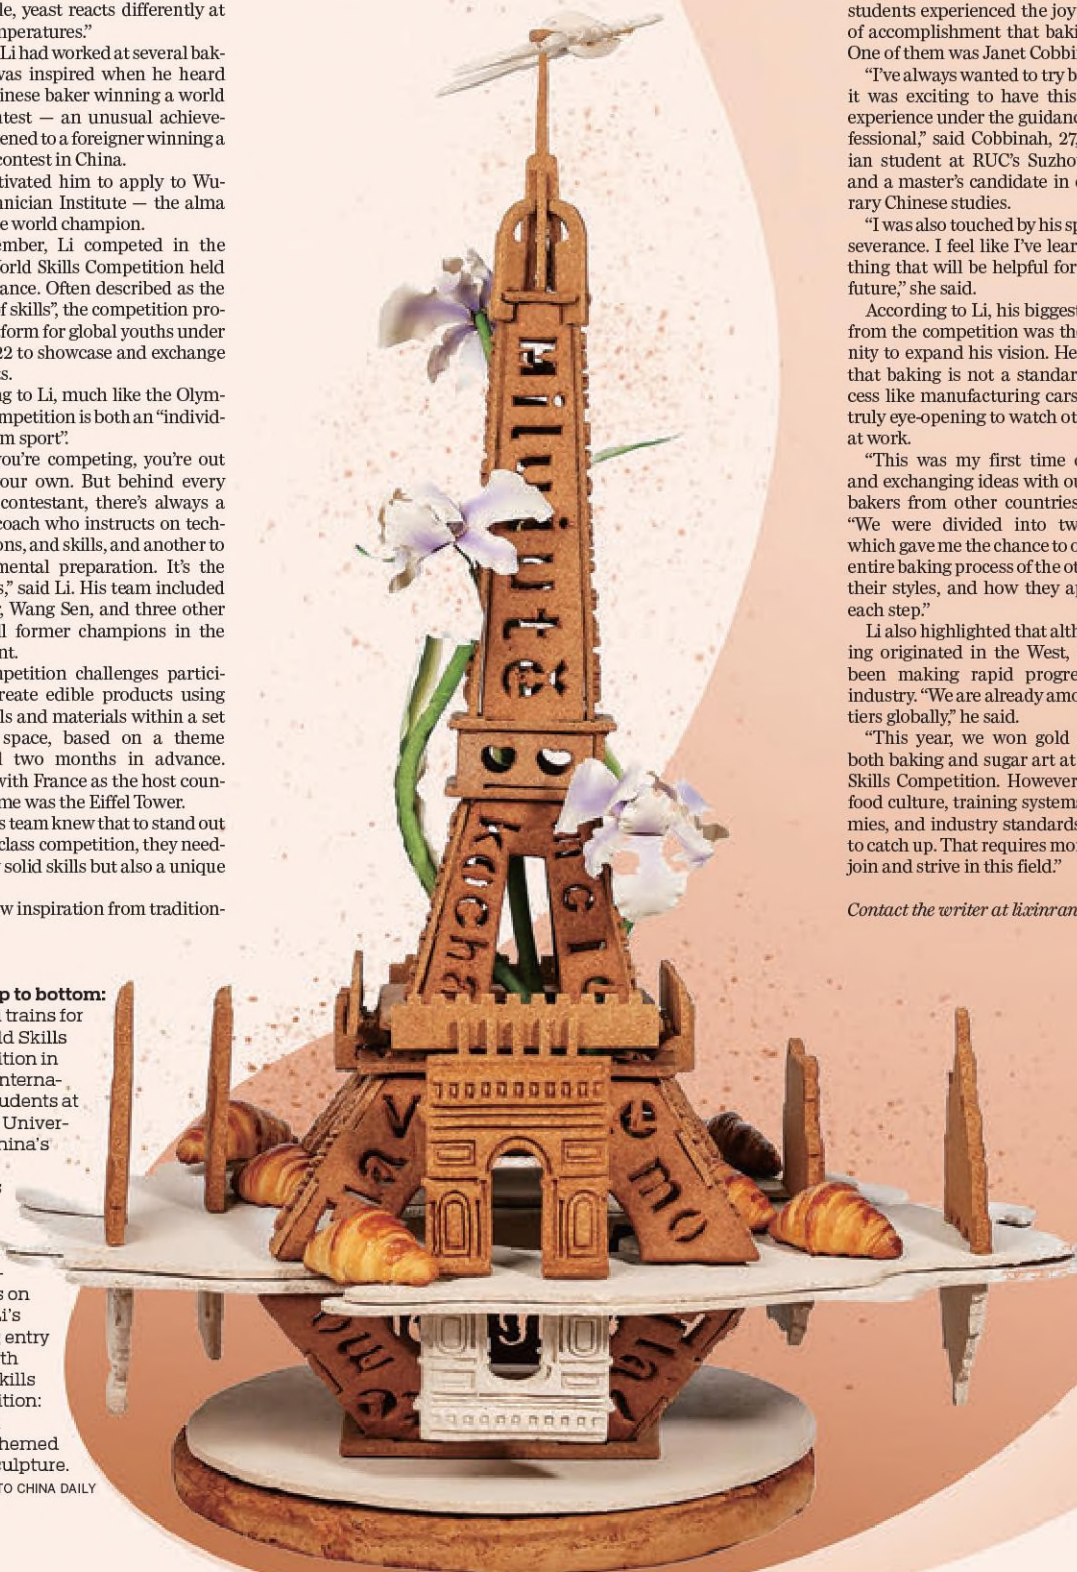 le, yeast reacts differently at
nperatures.”
Li had worked at several bak-
was inspired when he heard
inese baker winning a world
ntest — an unusual achieve-
ened to a foreigner winning a
contest in China.
tivated him to apply to Wu-
hnician Institute — the alma
e world champion.
ember, Li competed in the
orld Skills Competition held
ance. Often described as the
f skills”, the competition pro-
tform for global youths under
22 to showcase and exchange
s.
ng to Li, much like the Olym-
mpetition is both an “individ-
m sport”.
you’re competing, you’re out
our own. But behind every
contestant, there’s always a
coach who instructs on tech-
ons, and skills, and another to
mental preparation. It’s the
s,” said Li. His team included
r, Wang Sen, and three other
ll former champions in the
nt.
mpetition challenges partici-
reate edible products using
ls and materials within a set
space, based on a theme
d two months in advance.
with France as the host coun-
me was the Eiffel Tower.
s team knew that to stand out
class competition, they need-
y solid skills but also a unique
w inspiration from tradition-
p to bottom:
i trains for
ld Skills
ition in
nterna-
udents at
Univer-
hina’s
s
-
s on
Li’s
; entry
th
kills
ition:
hemed
culpture.
TO CHINA DAILY
kocha
emo
students experienced the joy
of accomplishment that baki
One of them was Janet Cobbi
“I’ve always wanted to try b
it was exciting to have this
experience under the guidanc
fessional,” said Cobbinah, 27,
ian student at RUC’s Suzhou
and a master’s candidate in c
rary Chinese studies.
“I was also touched by his sp
severance. I feel like I’ve lear
thing that will be helpful for
future,” she said.
According to Li, his biggest
from the competition was the
nity to expand his vision. He
that baking is not a standar
cess like manufacturing cars
truly eye-opening to watch ot
at work.
“This was my first time c
and exchanging ideas with ou
bakers from other countries
“We were divided into tw
which gave me the chance to o
entire baking process of the ot
their styles, and how they ap
each step.”
Li also highlighted that alth
ing originated in the West,
been making rapid progre
industry. “We are already amo
tiers globally,” he said.
“This year, we won gold
both baking and sugar art at
Skills Competition. However
food culture, training systems
mies, and industry standards
to catch up. That requires mo
join and strive in this field.”
Contact the writer at lixinran